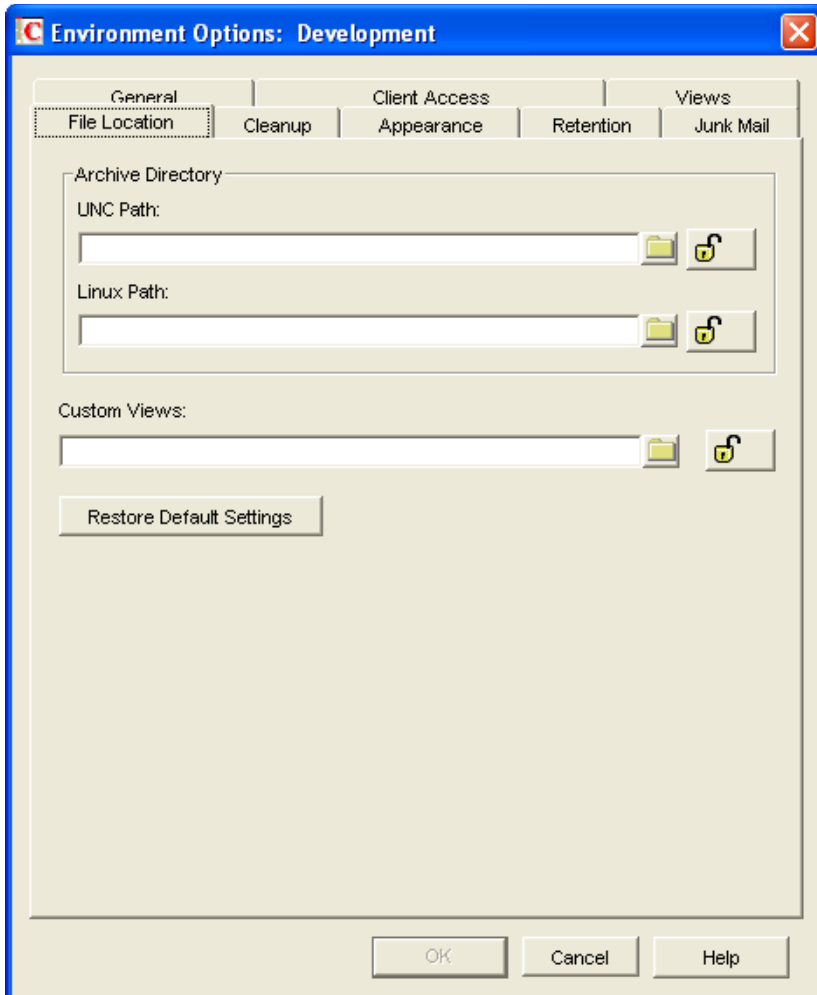 C Environment Options: Development
General Client Access Views
File Location Cleanup Appearance Retention Junk Mail
Archive Directory
UNC Path:
Linux Path:
Custom Views:
Restore Default Settings
OK Cancel Help